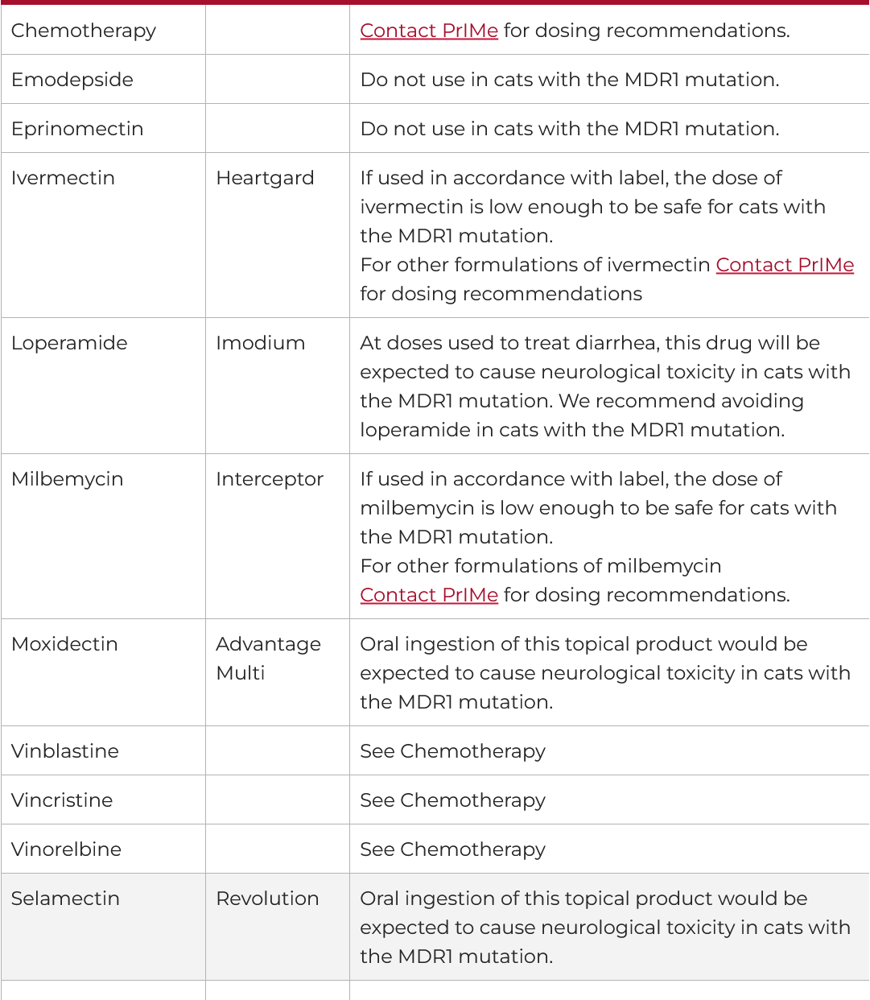 Chemotherapy
Contact PrIMe for dosing recommendations.
Emodepside
Do not use in cats with the MDR1 mutation.
Eprinomectin
Do not use in cats with the MDR1 mutation.
Ivermectin
Heartgard
If used in accordance with label, the dose of
ivermectin is low enough to be safe for cats with
the MDR1 mutation.
For other formulations of ivermectin Contact PrIMe
for dosing recommendations
Loperamide
Imodium
At doses used to treat diarrhea, this drug will be
expected to cause neurological toxicity in cats with
the MDR1 mutation. We recommend avoiding
loperamide in cats with the MDR1 mutation.
Milbemycin
Interceptor
If used in accordance with label, the dose of
milbemycin is low enough to be safe for cats with
the MDR1 mutation.
For other formulations of milbemycin
Contact PrIMe for dosing recommendations.
Moxidectin
Advantage
Multi
Oral ingestion of this topical product would be
expected to cause neurological toxicity in cats with
the MDR1 mutation.
Vinblastine
See Chemotherapy
Vincristine
See Chemotherapy
Vinorelbine
See Chemotherapy
Selamectin
Revolution
Oral ingestion of this topical product would be
expected to cause neurological toxicity in cats with
the MDR1 mutation.